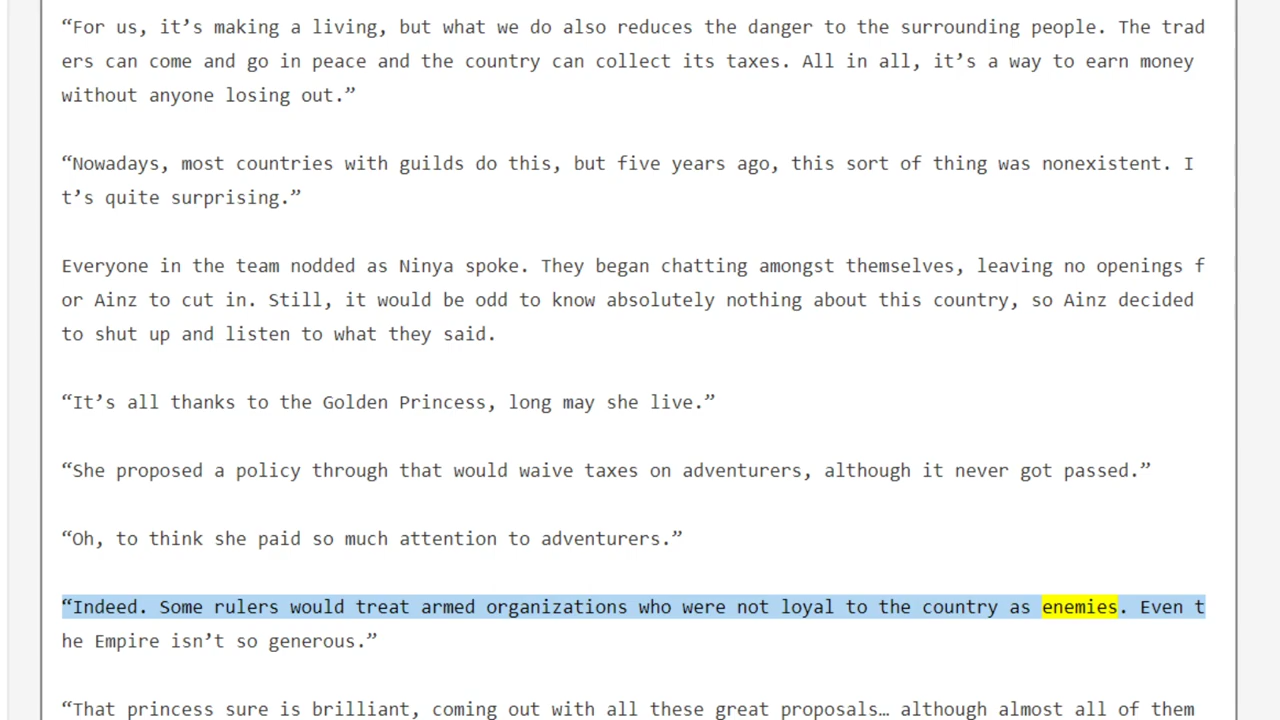 “For us, it’s making a living, but what we do also reduces the danger to the surrounding people. The trad
ers can come and go in peace and the country can collect its taxes. All in all, it’s a way to earn money
without anyone losing out.”
“Nowadays, most countries with guilds do this, but five years ago, this sort of thing was nonexistent. I
t’s quite surprising.”
Everyone in the team nodded as Ninya spoke. They began chatting amongst themselves, leaving no openings f
or Ainz to cut in. Still, it would be odd to know absolutely nothing about this country, so Ainz decided
to shut up and listen to what they said.
“It’s all thanks to the Golden Princess, long may she live.”
“She proposed a policy through that would waive taxes on adventurers, although it never got passed.”
“Oh, to think she paid so much attention to adventurers.”
“Indeed. Some rulers would treat armed organizations who were not loyal to the country as enemies. Even t
he Empire isn’t so generous.”
“That princess sure is brilliant, coming out with all these great proposals… although almost all of them